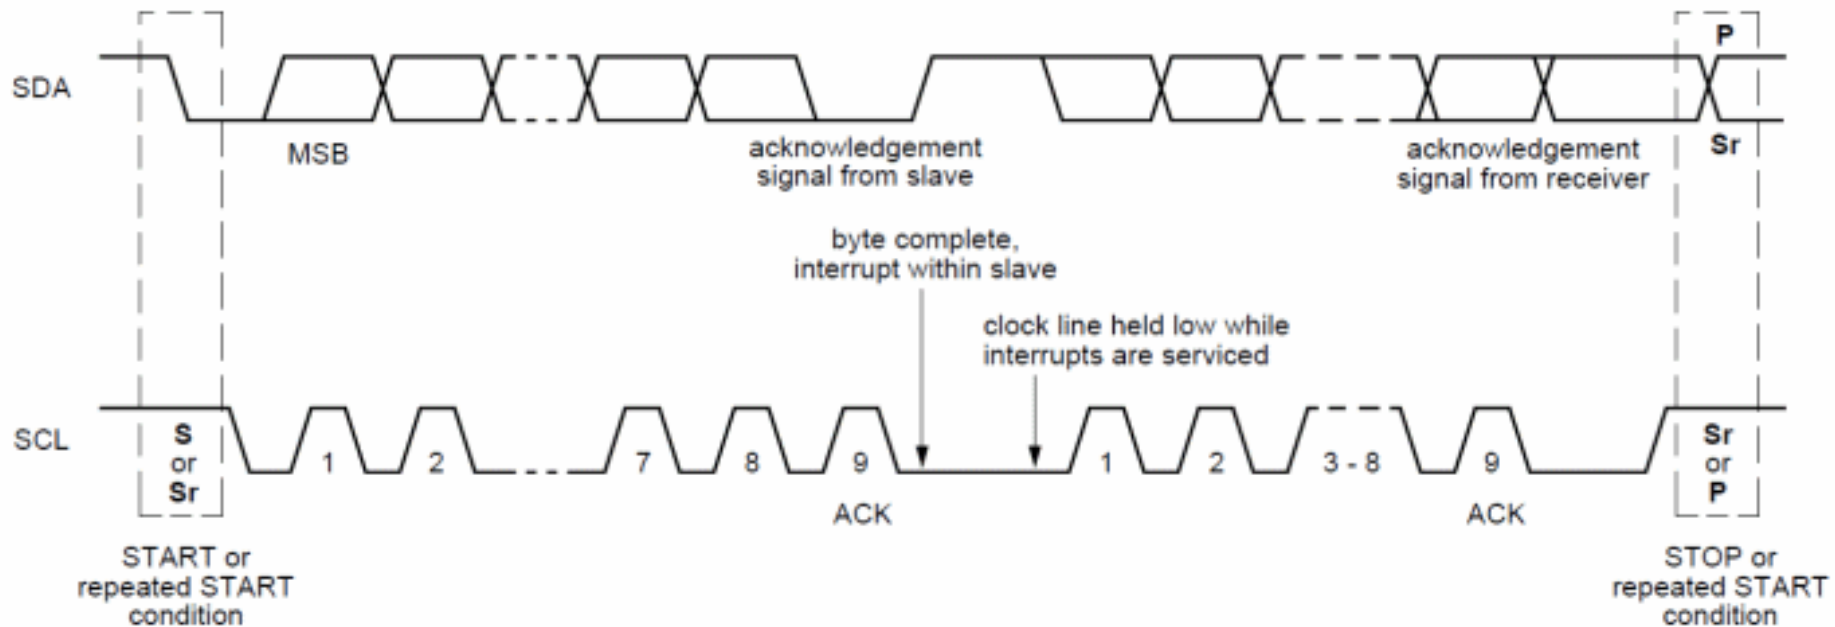 P
SDA
MSB
acknowledgement
signal from slave
acknowledgement
signal from receiver
Sr
byte complete,
interrupt within slave
clock line held low while
interrupts are serviced
SCL
S
or
Sr
1
2
7
8
9
1
2
3 - 8
9
Sr
or
P
ACK
ACK
START or
repeated START
condition
STOP or
repeated START
condition